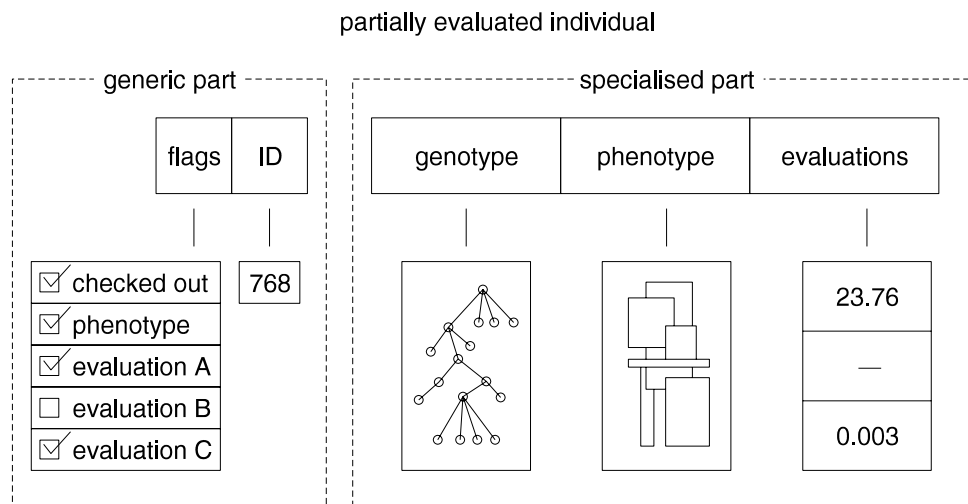 partially evaluated individual
generic part
specialised part
flags
ID
genotype
phenotype
evaluations
checked out
phenotype
evaluation A
evaluation B
evaluation C
768
23.76
—
0.003